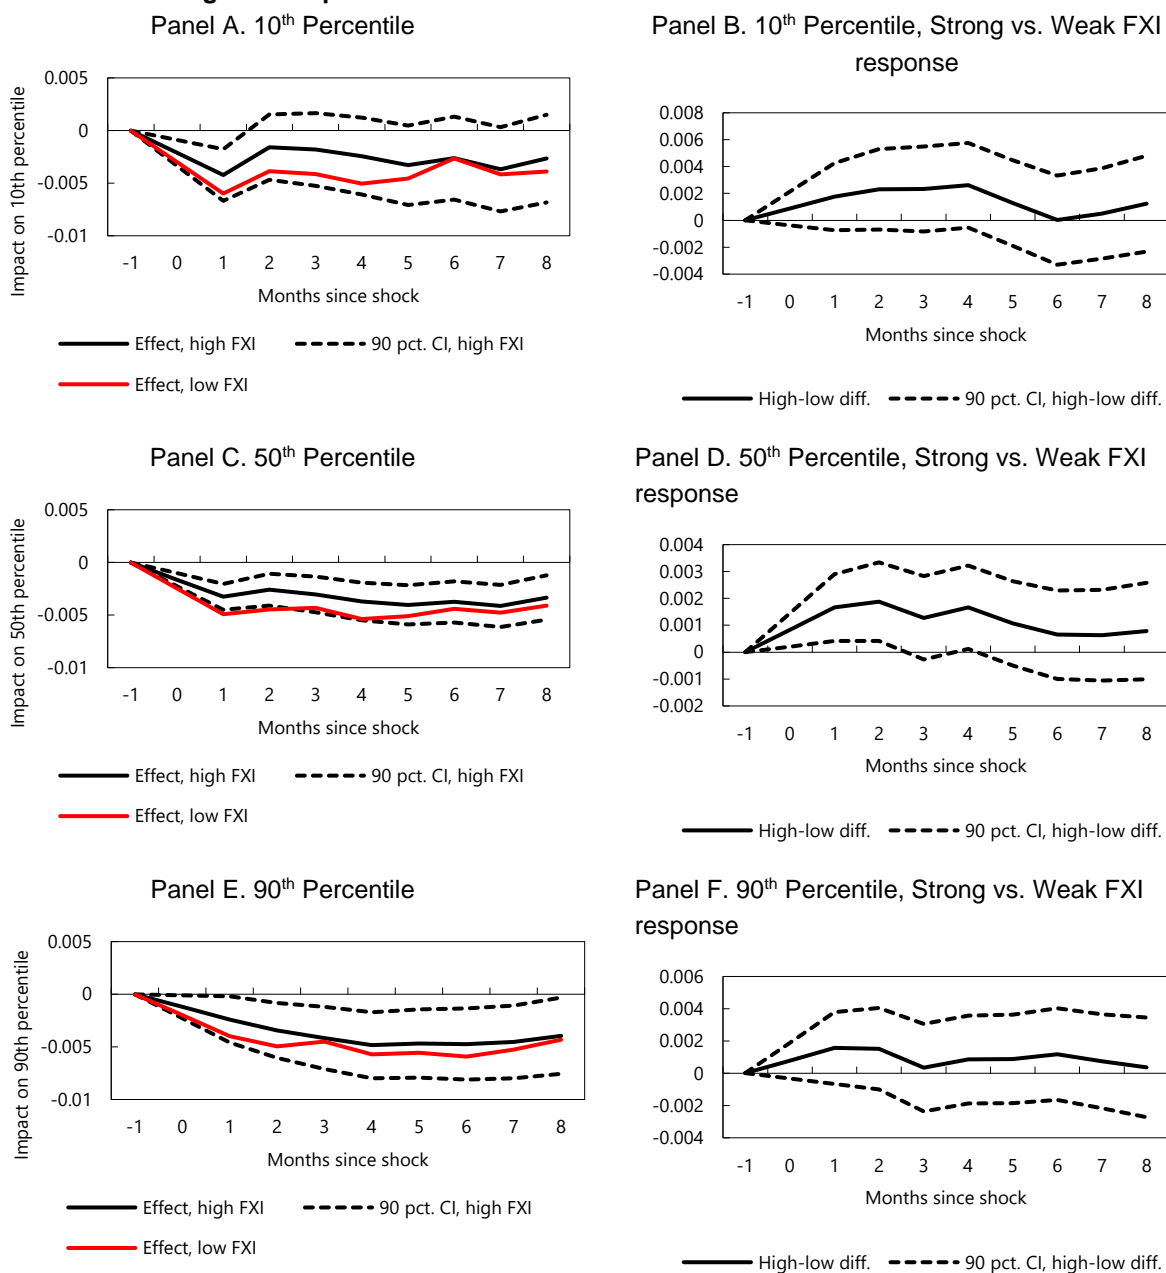 Panel A. 10th Percentile
0.005
0
-0.005
-0.01
Impact on 10th percentile
-1 0 1 2 3 4 5 6 7 8
Months since shock
Effect, high FXI 90 pct. CI, high FXI
Effect, low FXI
Panel B. 10th Percentile, Strong vs. Weak FXI
response
0.008
0.006
0.004
0.002
0
-0.002
-0.004
-1 0 1 2 3 4 5 6 7 8
Months since shock
High-low diff. 90 pct. CI, high-low diff.
Panel C. 50th Percentile
0.005
0
-0.005
-0.01
Impact on 50th percentile
-1 0 1 2 3 4 5 6 7 8
Months since shock
Effect, high FXI 90 pct. CI, high FXI
Effect, low FXI
Panel D. 50th Percentile, Strong vs. Weak FXI
response
0.004
0.003
0.002
0.001
0
-0.001
-0.002
-1 0 1 2 3 4 5 6 7 8
Months since shock
High-low diff. 90 pct. CI, high-low diff.
Panel E. 90th Percentile
0.005
0
-0.005
-0.01
Impact on 90th percentile
-1 0 1 2 3 4 5 6 7 8
Months since shock
Effect, high FXI 90 pct. CI, high FXI
Effect, low FXI
Panel F. 90th Percentile, Strong vs. Weak FXI
response
0.006
0.004
0.002
0
-0.002
-0.004
-1 0 1 2 3 4 5 6 7 8
Months since shock
High-low diff. 90 pct. CI, high-low diff.